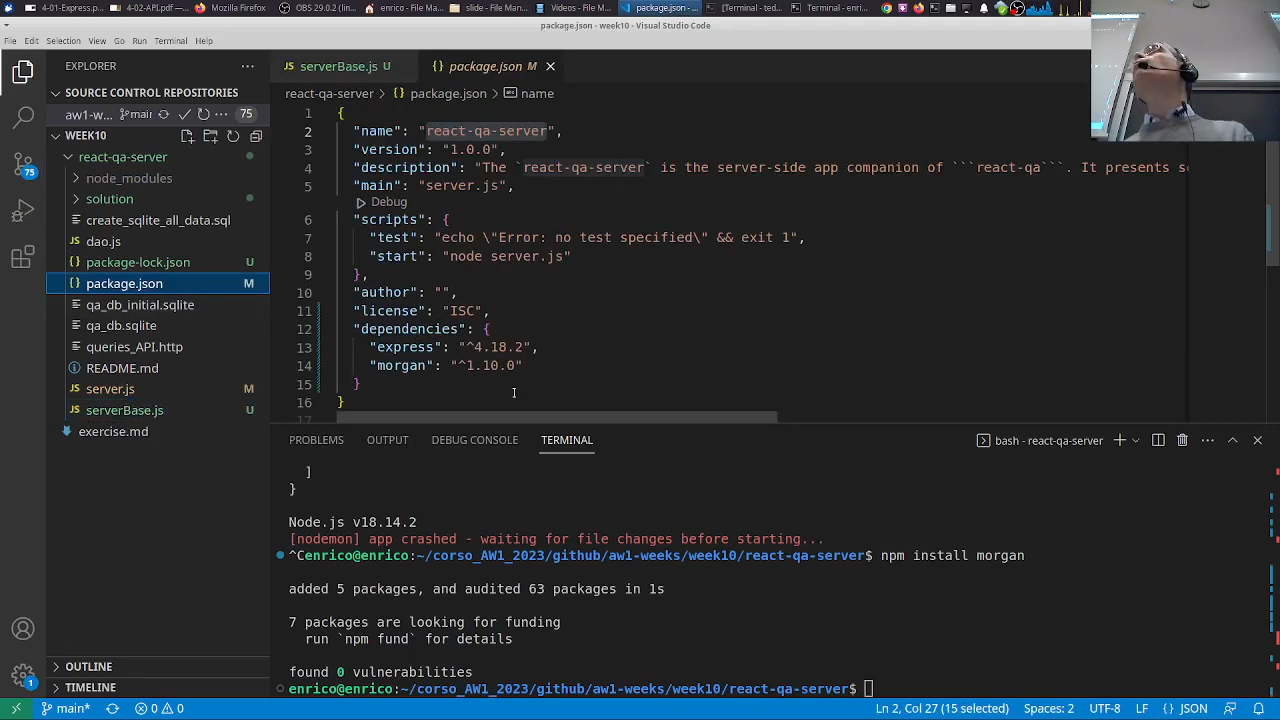 4-01-Express.p
4-02-API.pdf —
Mozilla Firefox
OBS 29.0.2 (linux)
enrico - File Man
slide - File Mana
Videos - File M
package.json -
[Terminal - ted
Terminal - enri
package.json - week10 - Visual Studio Code
File Edit Selection View Go Run Terminal Help
EXPLORER
serverBase.js U
package.json M
SOURCE CONTROL REPOSITORIES
react-qa-server > {} package.json > name
aw1-w... main 75
WEEK10
react-qa-server
node_modules
solution
create_sqlite_all_data.sql
dao.js
package-lock.json U
package.json M
qa_db_initial.sqlite
qa_db.sqlite
queries_API.http
README.md
server.js M
serverBase.js U
exercise.md
OUTLINE
TIMELINE
75
1
1 {
2 "name": "react-qa-server",
3 "version": "1.0.0",
4 "description": "The `react-qa-server` is the server-side app companion of ```react-qa```. It presents s
5 "main": "server.js",
Debug
6 "scripts": {
7 "test": "echo \"Error: no test specified\" && exit 1",
8 "start": "node server.js"
9 },
10 "author": "",
11 "license": "ISC",
12 "dependencies": {
13 "express": "^4.18.2",
14 "morgan": "^1.10.0"
15 }
16 }
17
PROBLEMS OUTPUT DEBUG CONSOLE TERMINAL
bash - react-qa-server
]
}
Node.js v18.14.2
[nodemon] app crashed - waiting for file changes before starting...
^Cenrico@enrico:~/corso_AW1_2023/github/aw1-weeks/week10/react-qa-server$ npm install morgan
added 5 packages, and audited 63 packages in 1s
7 packages are looking for funding
run `npm fund` for details
found 0 vulnerabilities
enrico@enrico:~/corso_AW1_2023/github/aw1-weeks/week10/react-qa-server$
main* 0 0
Ln 2, Col 27 (15 selected) Spaces: 2 UTF-8 LF {} JSON